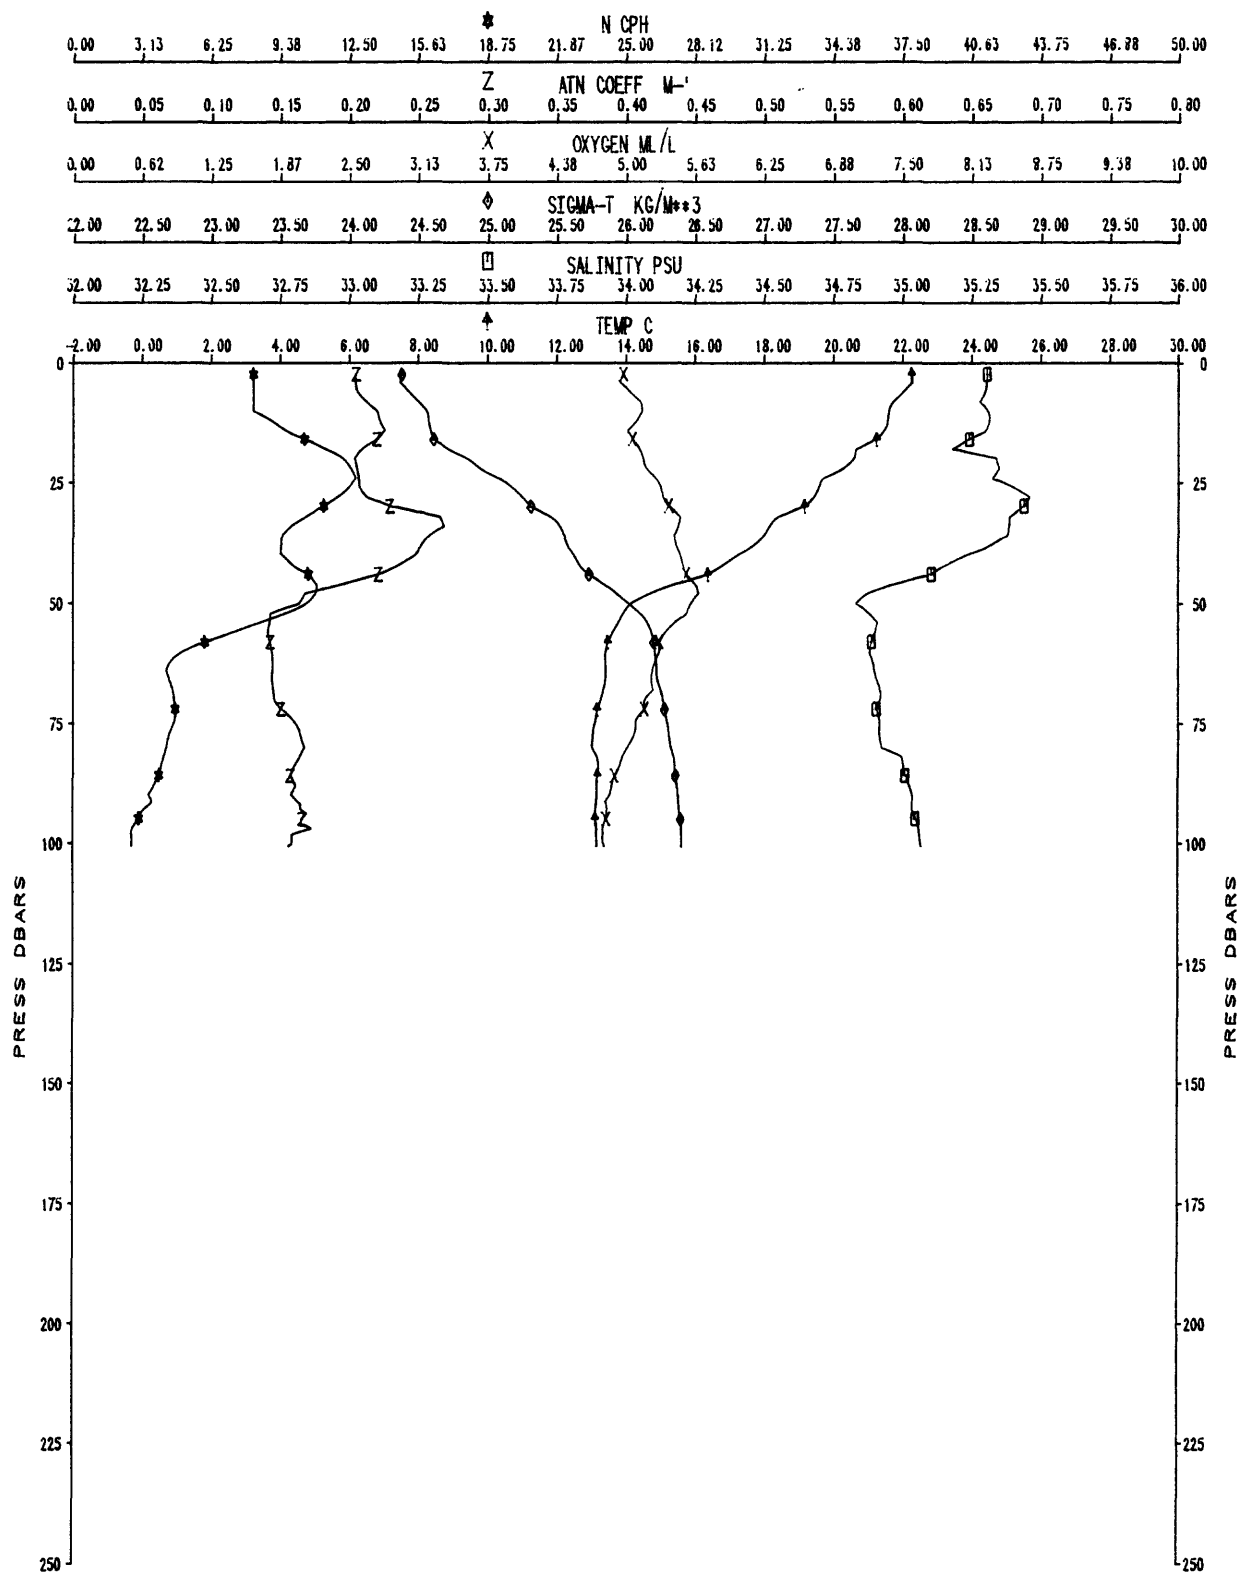 N CPH
0.00 3.13 6.25 9.38 12.50 15.63 18.75 21.87 25.00 28.12 31.25 34.38 37.50 40.63 43.75 46.88 50.00
Z ATN COEFF M-'
0.00 0.05 0.10 0.15 0.20 0.25 0.30 0.35 0.40 0.45 0.50 0.55 0.60 0.65 0.70 0.75 0.80
X OXYGEN ML/L
0.00 0.62 1.25 1.87 2.50 3.13 3.75 4.38 5.00 5.63 6.25 6.88 7.50 8.13 9.75 9.38 10.00
SIGMA-T KG/M**3
22.00 22.50 23.00 23.50 24.00 24.50 25.00 25.50 26.00 26.50 27.00 27.50 28.00 28.50 29.00 29.50 30.00
SALINITY PSU
32.00 32.25 32.50 32.75 33.00 33.25 33.50 33.75 34.00 34.25 34.50 34.75 35.00 35.25 35.50 35.75 36.00
TEMP C
-2.00 0.00 2.00 4.00 6.00 8.00 10.00 12.00 14.00 16.00 18.00 20.00 22.00 24.00 26.00 28.00 30.00
0 0
25 25
50 50
75 75
100 100
125 125
150 150
175 175
200 200
225 225
250 250
PRESS DBARS
PRESS DBARS